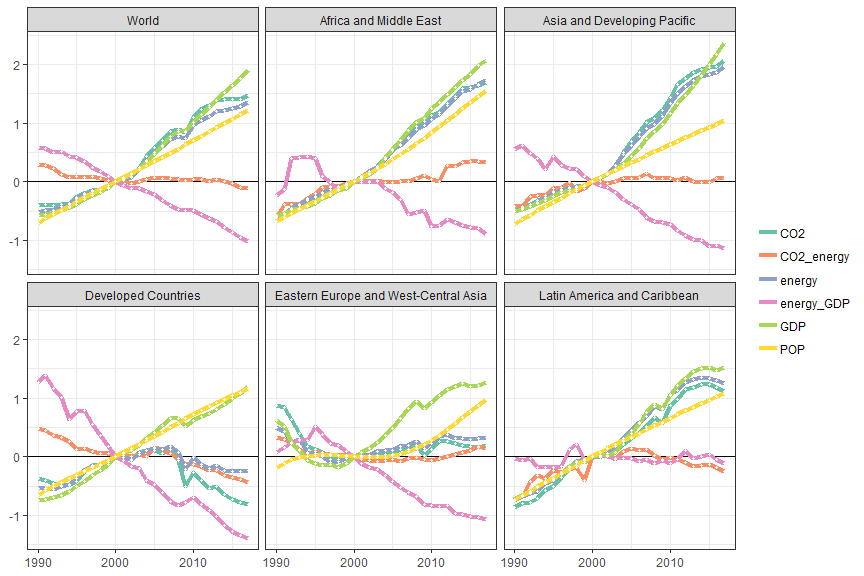 World
Africa and Middle East
Asia and Developing Pacific
2
1
0
-1
Developed Countries
Eastern Europe and West-Central Asia
Latin America and Caribbean
2
1
0
-1
1990
2000
2010
1990
2000
2010
1990
2000
2010
CO2
CO2_energy
energy
energy_GDP
GDP
POP